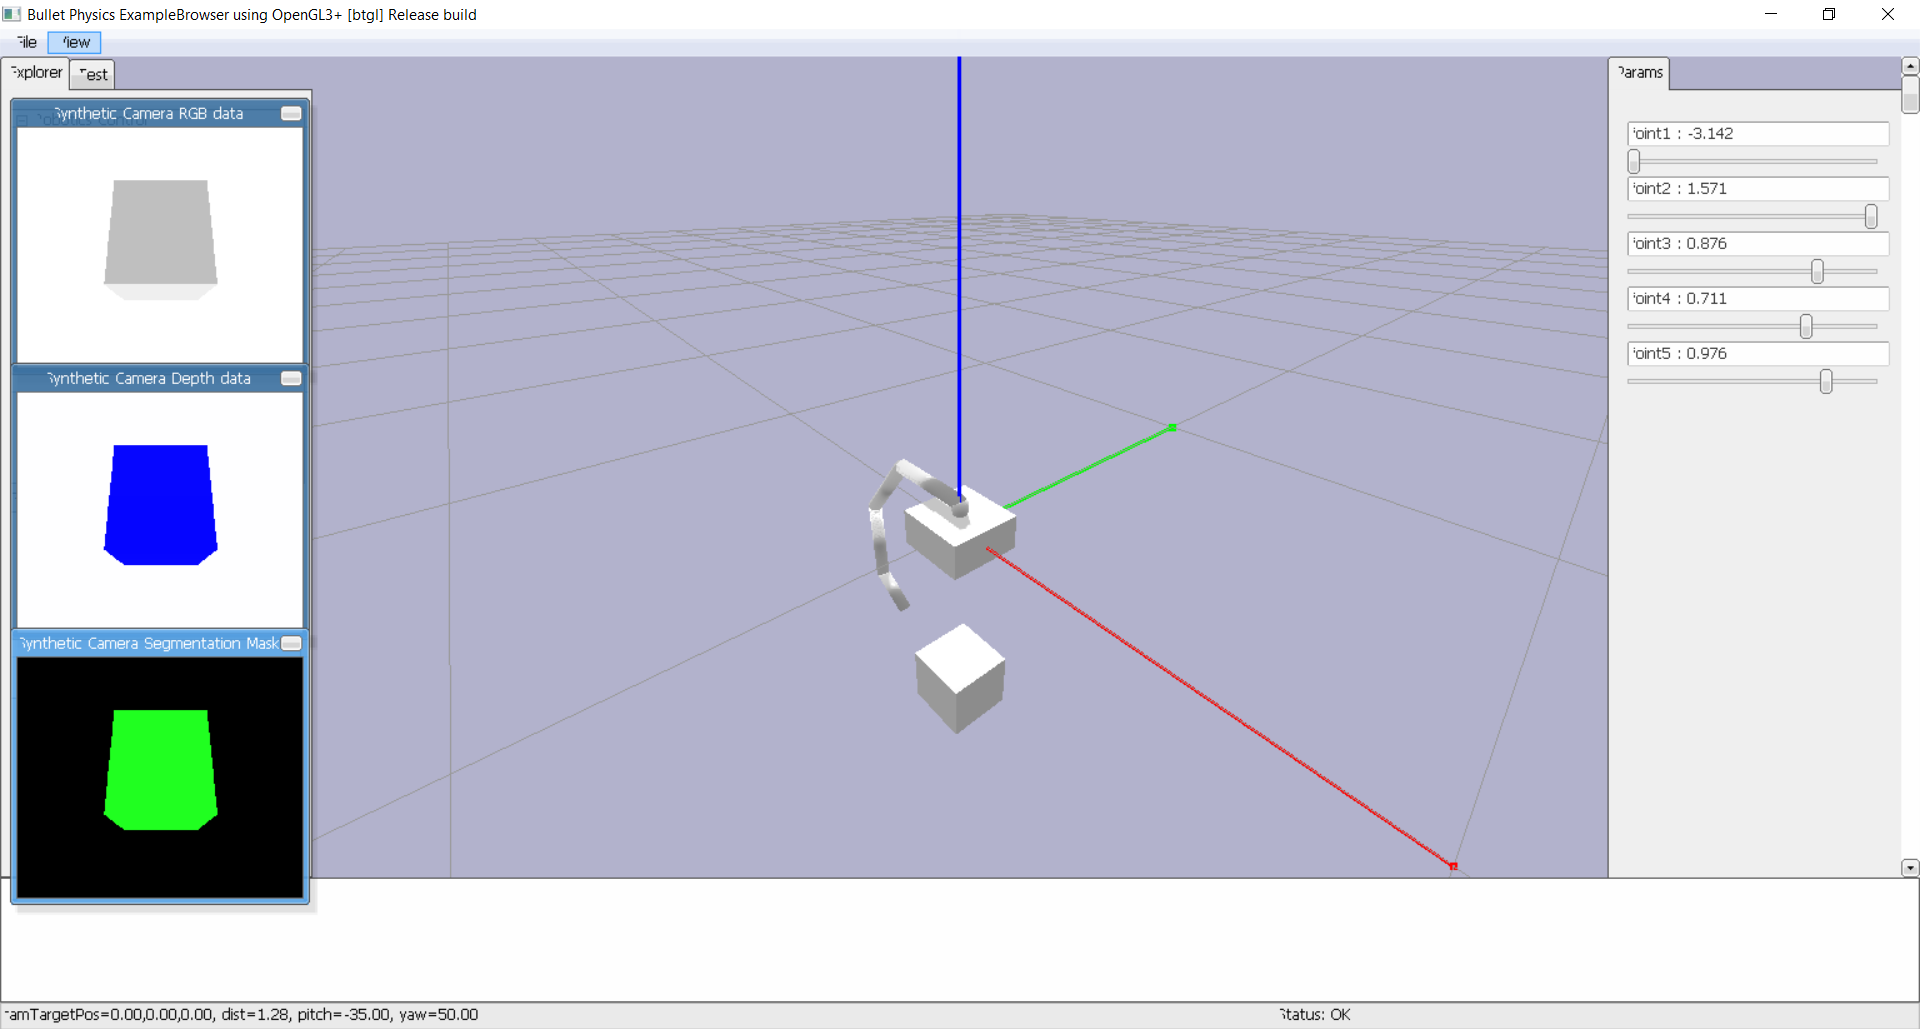 Bullet Physics ExampleBrowser using OpenGL3+ [btgl] Release build
File View
Explorer Test
Params
Synthetic Camera RGB data
Robotics Control
joint1 : -3.142
joint2 : 1.571
joint3 : 0.876
joint4 : 0.711
joint5 : 0.976
Synthetic Camera Depth data
Synthetic Camera Segmentation Mask
camTargetPos=0.00,0.00,0.00, dist=1.28, pitch=-35.00, yaw=50.00
Status: OK